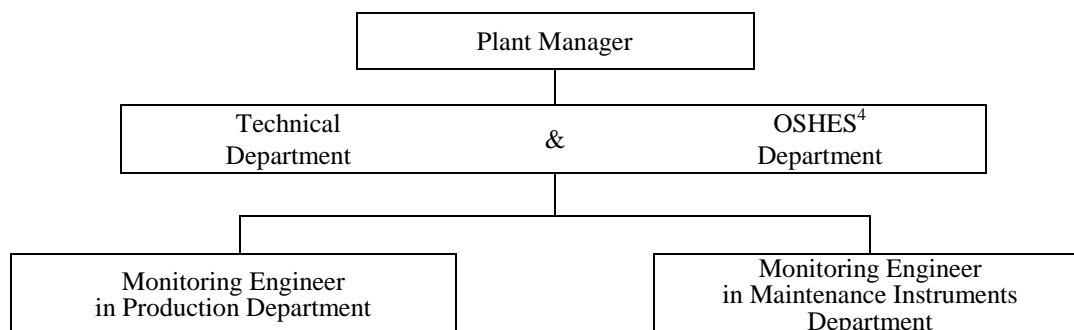 Plant Manager
Technical
Department
&
OSHES⁴
Department
Monitoring Engineer
in Production Department
Monitoring Engineer
in Maintenance Instruments
Department